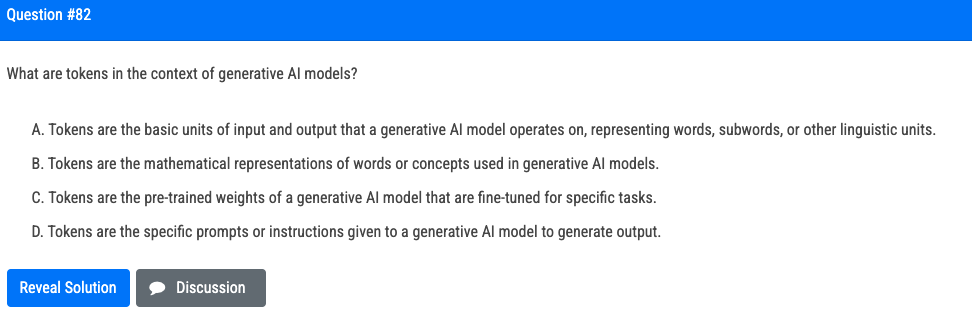 Question #82
What are tokens in the context of generative AI models?
A. Tokens are the basic units of input and output that a generative AI model operates on, representing words, subwords, or other linguistic units.
B. Tokens are the mathematical representations of words or concepts used in generative AI models.
C. Tokens are the pre-trained weights of a generative AI model that are fine-tuned for specific tasks.
D. Tokens are the specific prompts or instructions given to a generative AI model to generate output.
Reveal Solution Discussion